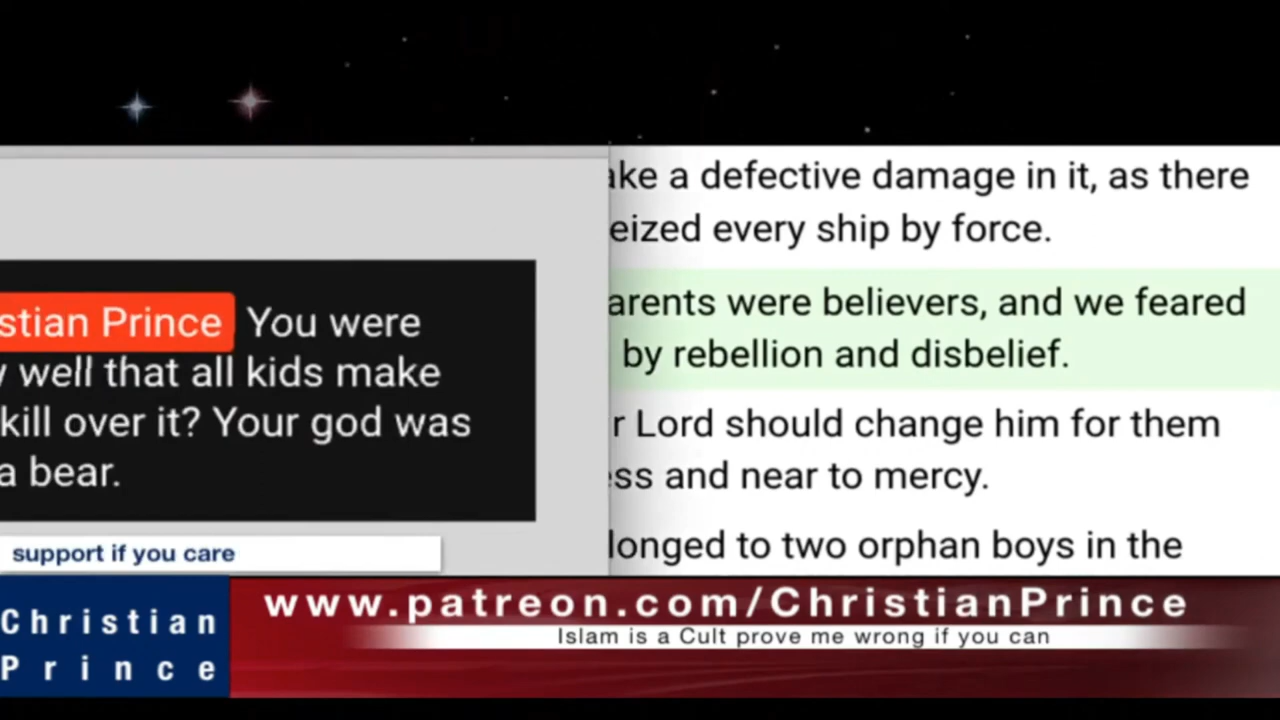 stian Prince You were
y well that all kids make
kill over it? Your god was
a bear.
support if you care
ake a defective damage in it, as there
eized every ship by force.
arents were believers, and we feared
by rebellion and disbelief.
r Lord should change him for them
ess and near to mercy.
longed to two orphan boys in the
Christian
Prince
www.patreon.com/ChristianPrince
Islam is a Cult prove me wrong if you can